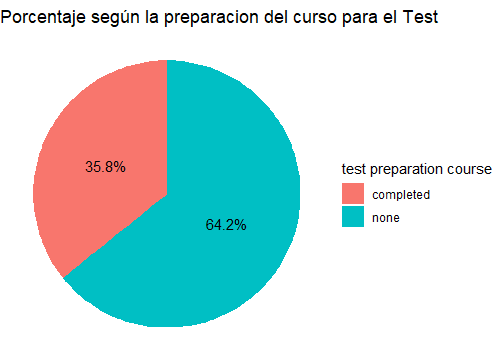 Porcentaje según la preparacion del curso para el Test
35.8%
64.2%
test preparation course
completed
none